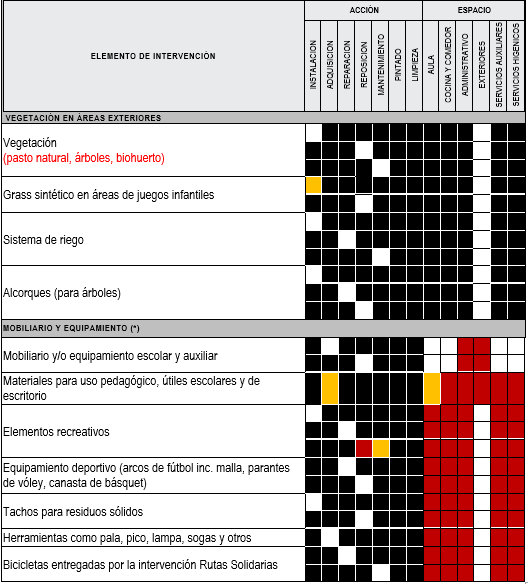 ACCIÓN
ESPACIO
ELEMENTO DE INTERVENCIÓN
INSTALACION
ADQUISICION
REPARACION
REPOSICION
MANTENIMIENTO
PINTADO
LIMPIEZA
AULA
COCINA Y COMEDOR
ADMINISTRATIVO
EXTERIORES
SERVICIOS AUXILIARES
SERVICIOS HIGENICOS
VEGETACIÓN EN ÁREAS EXTERIORES
Vegetación
(pasto natural, árboles, biohuerto)
Grass sintético en áreas de juegos infantiles
Sistema de riego
Alcorques (para árboles)
MOBILIARIO Y EQUIPAMIENTO (*)
Mobiliario y/o equipamiento escolar y auxiliar
Materiales para uso pedagógico, útiles escolares y de
escritorio
Elementos recreativos
Equipamiento deportivo (arcos de fútbol inc. malla, parantes
de vóley, canasta de básquet)
Tachos para residuos sólidos
Herramientas como pala, pico, lampa, sogas y otros
Bicicletas entregadas por la intervención Rutas Solidarias